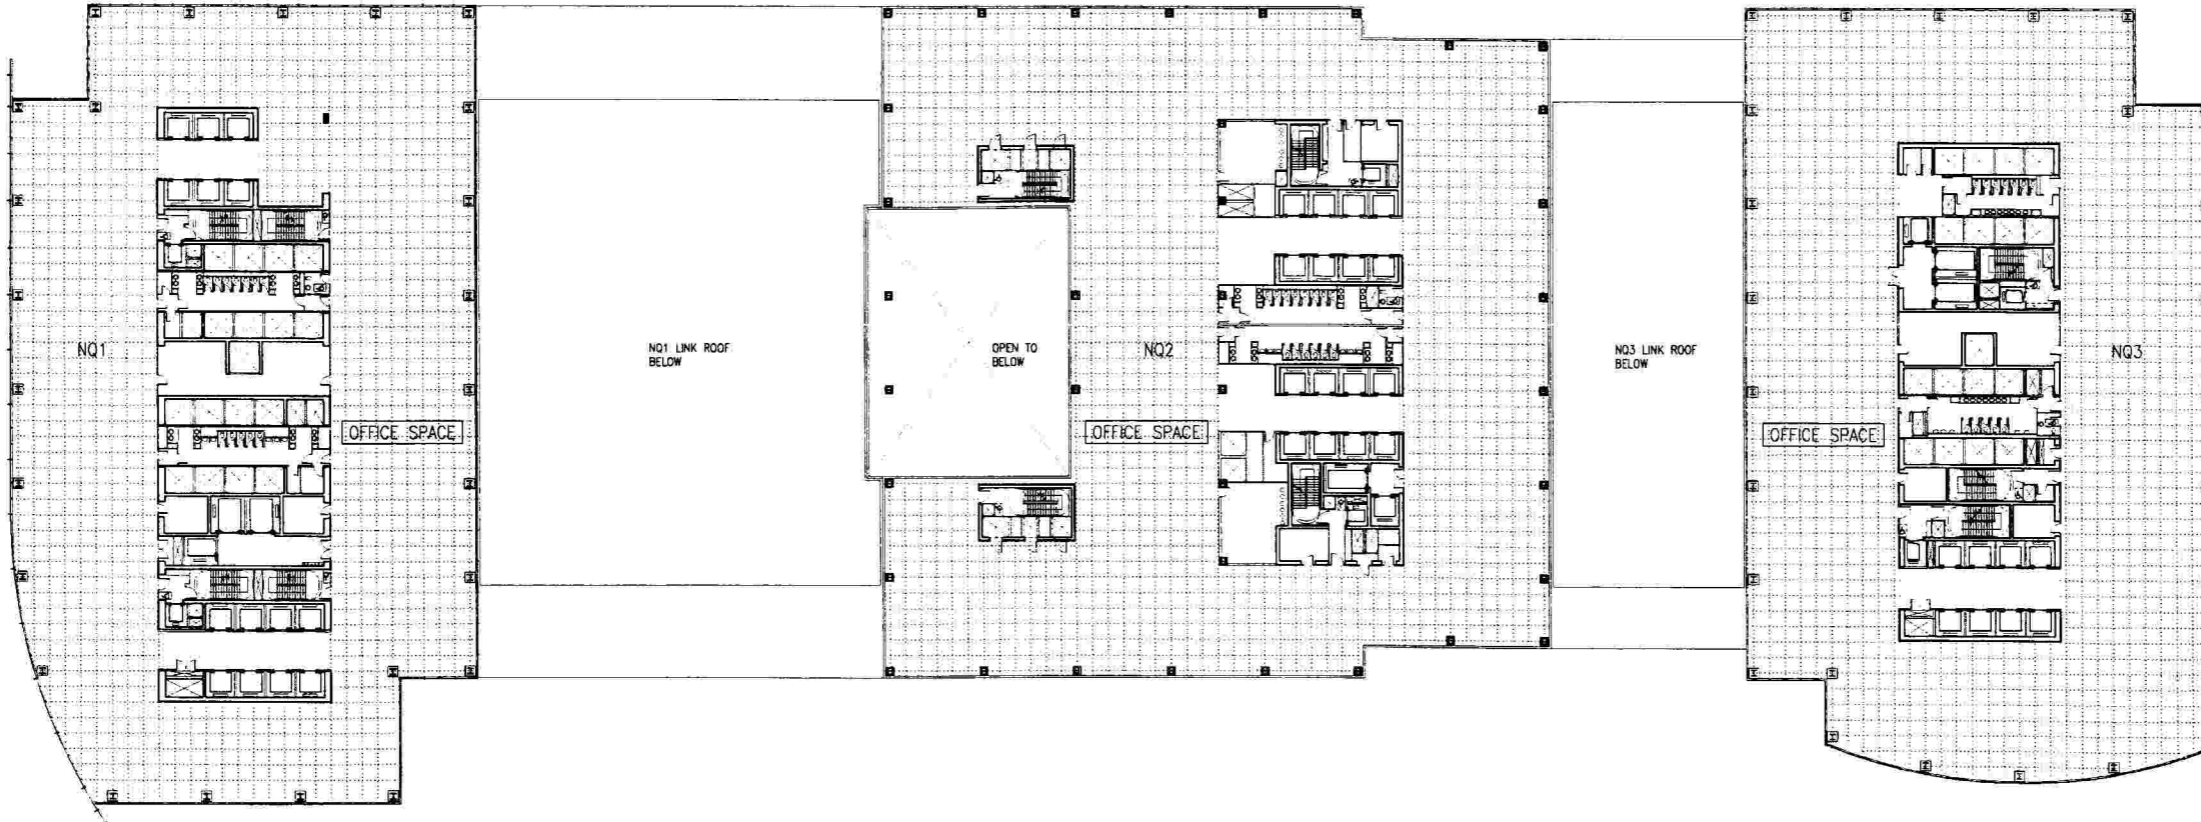 NQ1
NQ1 LINK ROOF
BELOW
OPEN TO
BELOW
NQ2
NQ3 LINK ROOF
BELOW
NQ3
OFFICE SPACE
OFFICE SPACE
OFFICE SPACE